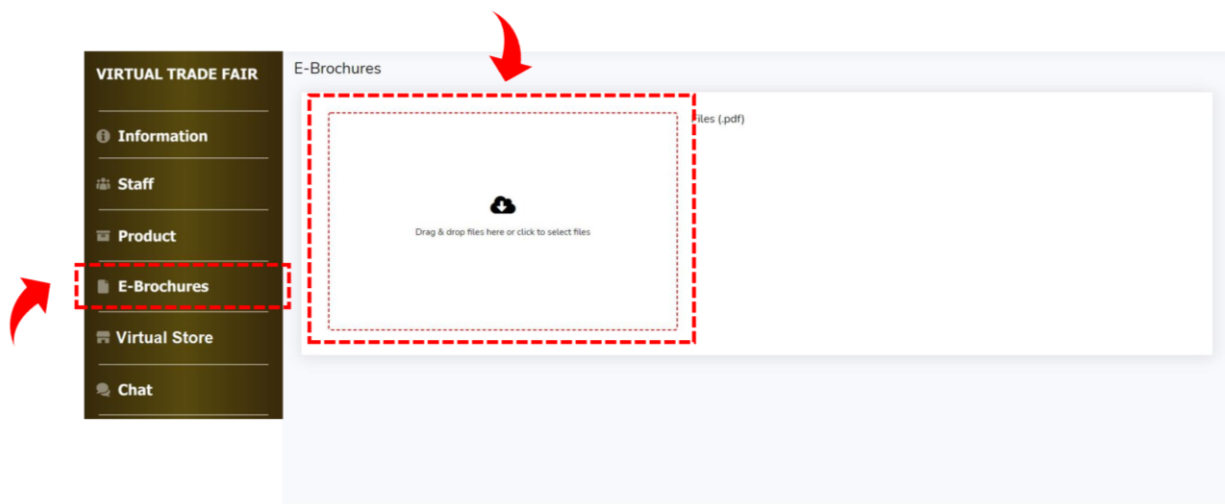 VIRTUAL TRADE FAIR
Information
Staff
Product
E-Brochures
Virtual Store
Chat
E-Brochures
Files (.pdf)
Drag & drop files here or click to select files